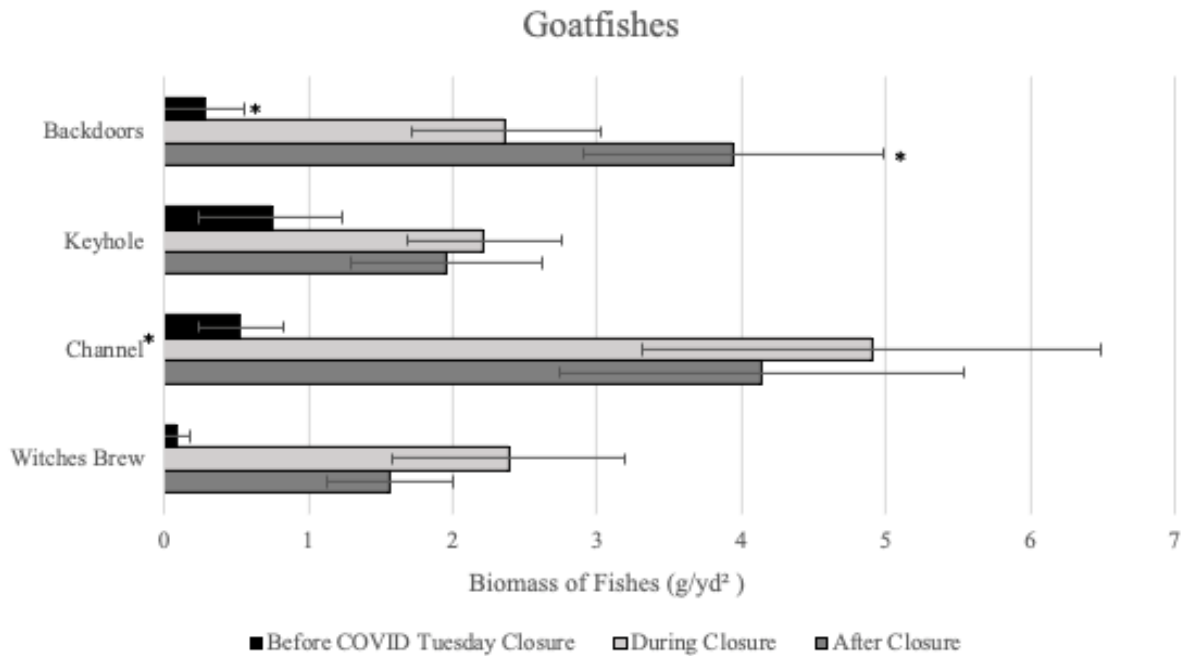 Goatfishes
Backdoors
*
*
Keyhole
Channel*
Witches Brew
0 1 2 3 4 5 6 7
Biomass of Fishes (g/yd² )
Before COVID Tuesday Closure During Closure After Closure